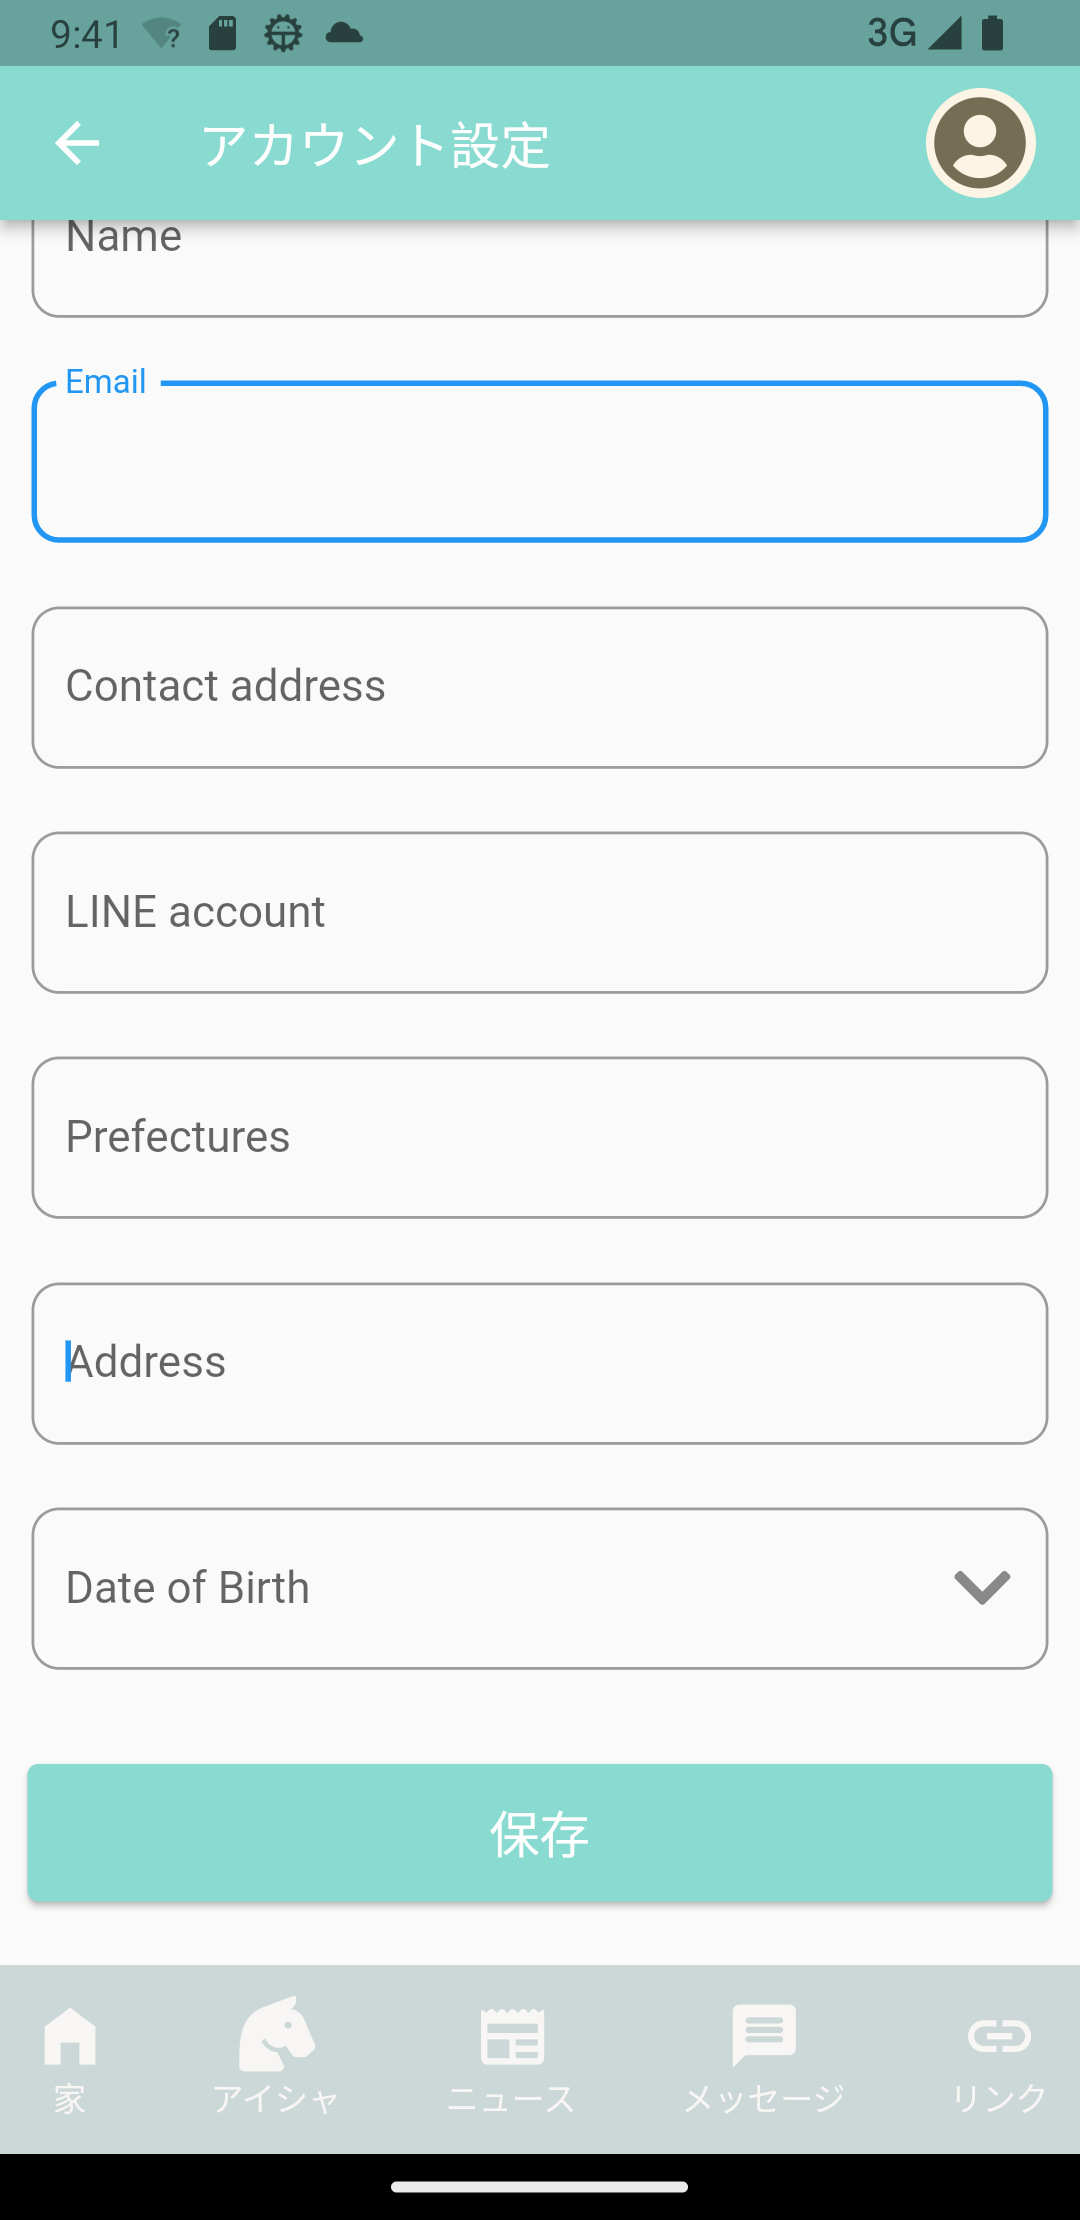 9:41
3G
アカウント設定
Name
Email
Contact address
LINE account
Prefectures
Address
Date of Birth
保存
家 アイシャ ニュース メッセージ リンク